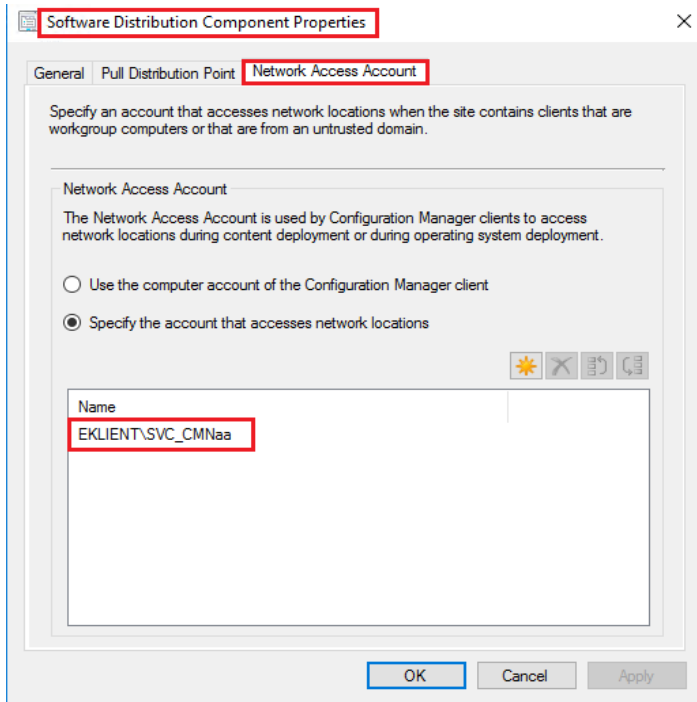 Software Distribution Component Properties
General Pull Distribution Point Network Access Account
Specify an account that accesses network locations when the site contains clients that are
workgroup computers or that are from an untrusted domain.
Network Access Account
The Network Access Account is used by Configuration Manager clients to access
network locations during content deployment or during operating system deployment.
Use the computer account of the Configuration Manager client
Specify the account that accesses network locations
Name
EKLIENT\SVC_CMNaa
OK Cancel Apply